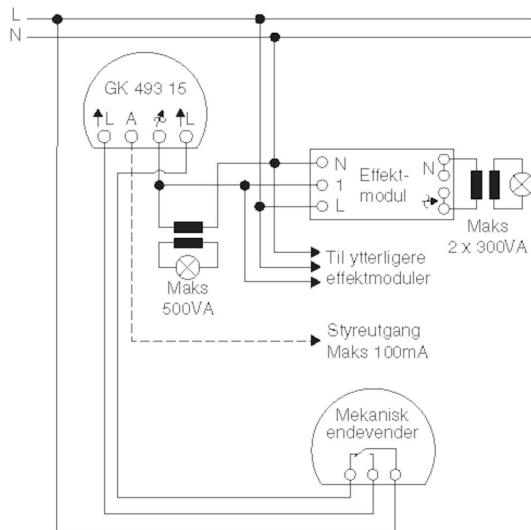 L
N
GK 493 15
L A L
N
1
L
Effekt-
modul
N
Maks
2 x 300VA
Maks
500VA
Til ytterligere
effektmoduler
Styreutgang
Maks 100mA
Mekanisk
endevender